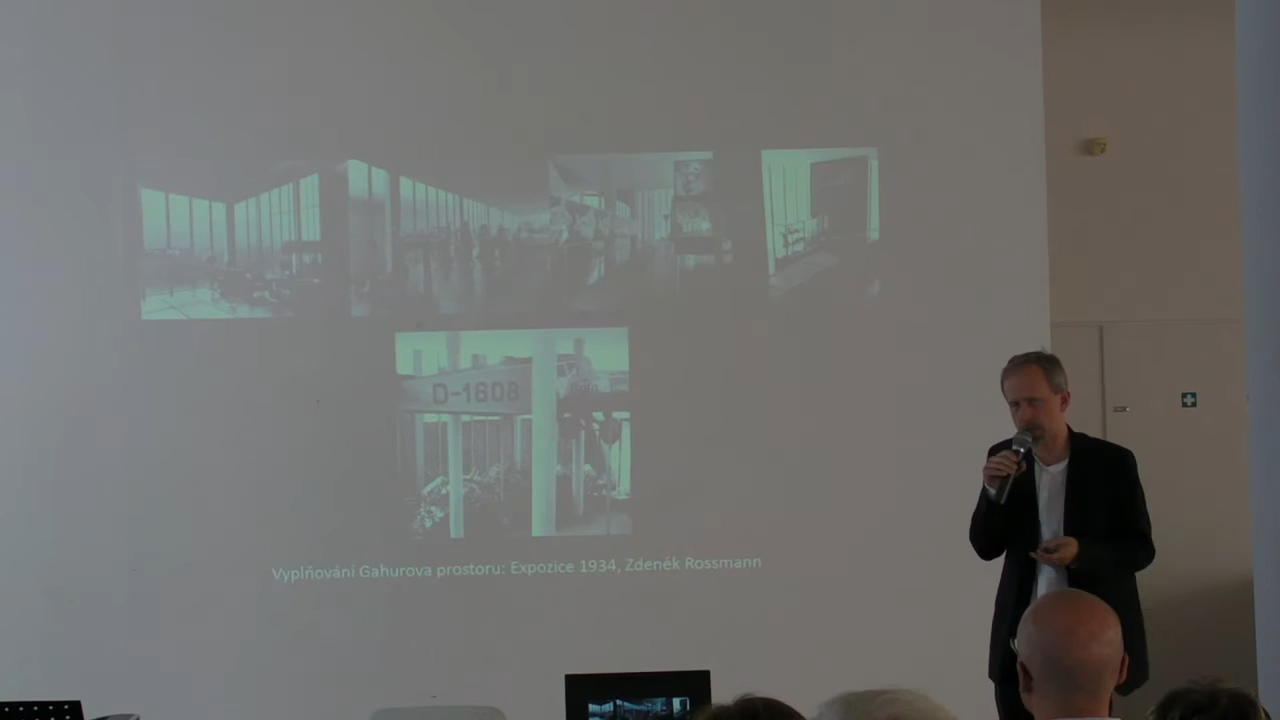 D-1608
Vyplňování Gahurova prostoru: Expozice 1934, Zdeněk Rossmann